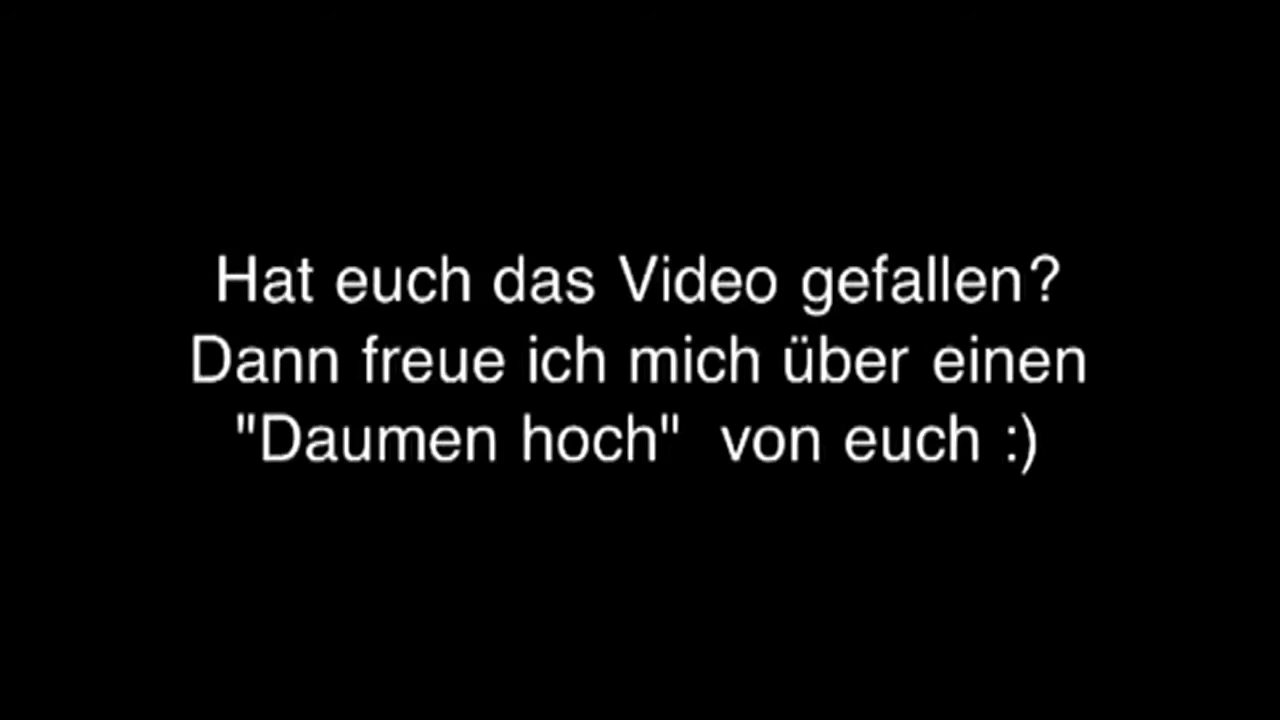 Hat euch das Video gefallen?
Dann freue ich mich über einen
"Daumen hoch"  von euch :)